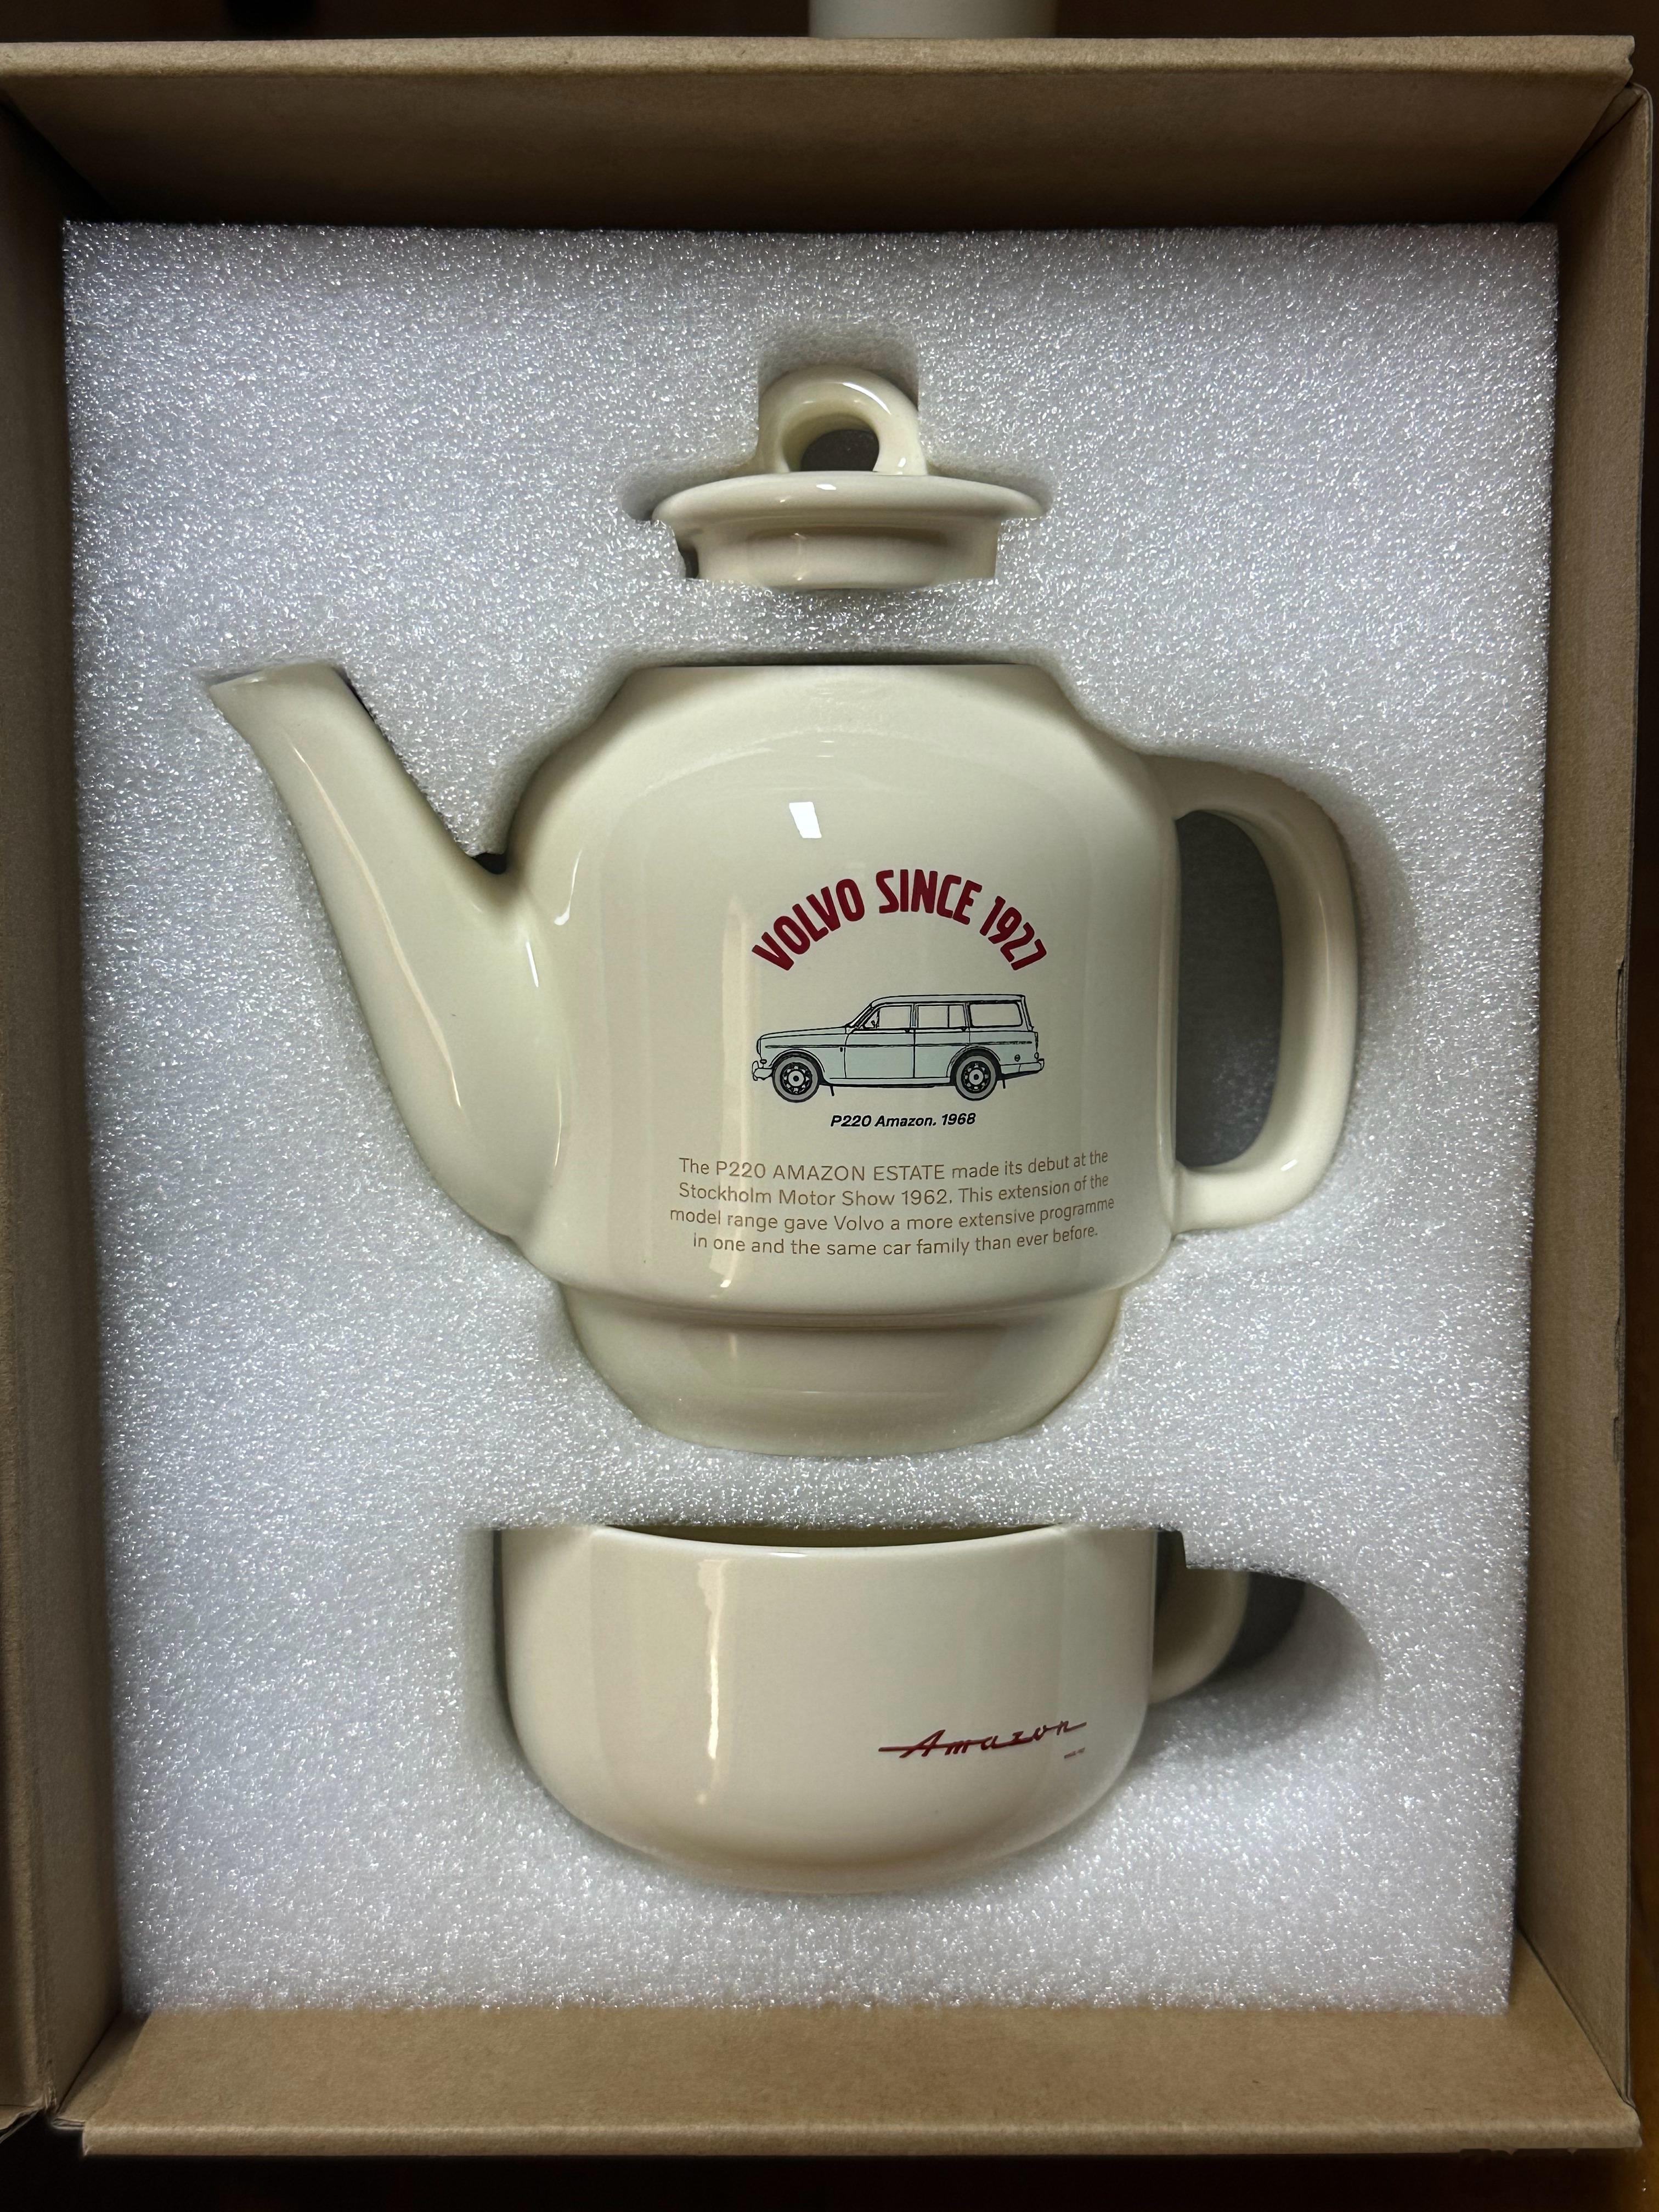 VOLVO SINCE 1927
P220 Amazon. 1968
The P220 AMAZON ESTATE made its debut at the
Stockholm Motor Show 1962. This extension of the
model range gave Volvo a more extensive programme
in one and the same car family than ever before.
Amazon